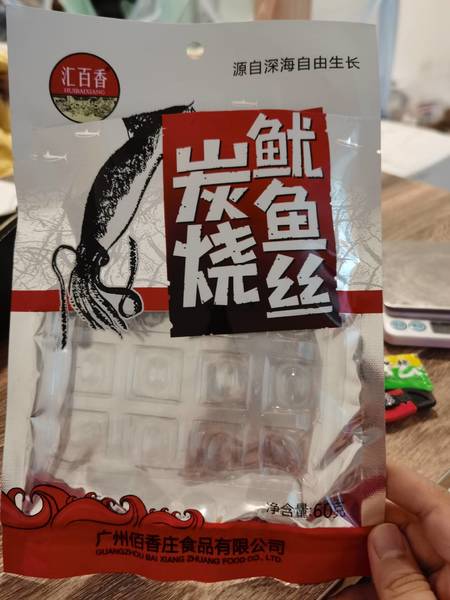 汇百香
HUIBAIXIANG
源自深海自由生长
炭烧
鱿鱼丝
净含量:60克
广州佰香庄食品有限公司
GUANGZHOU BAI XIANG ZHUANG FOOD CO., LTD.